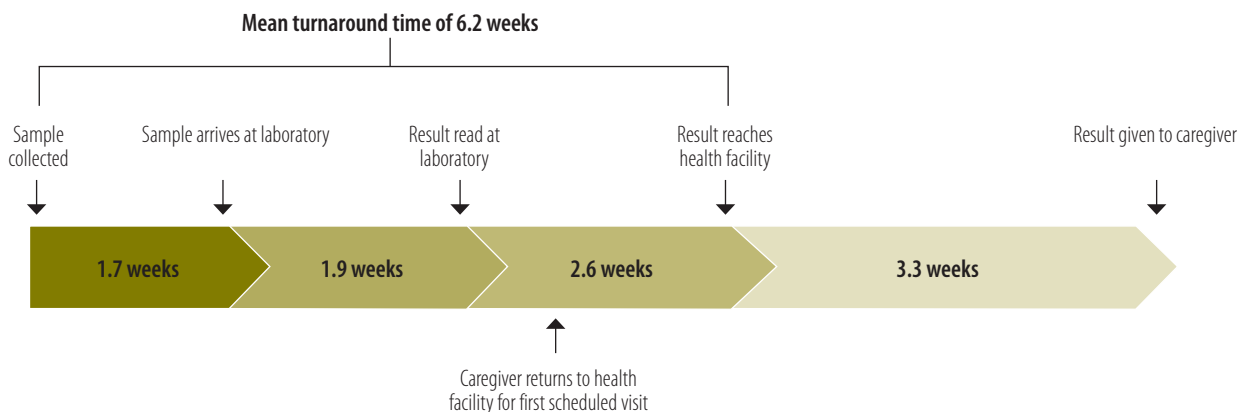 Mean turnaround time of 6.2 weeks
Sample
collected
Sample arrives at laboratory
Result read at
laboratory
Result reaches
health facility
Result given to caregiver
1.7 weeks
1.9 weeks
2.6 weeks
3.3 weeks
Caregiver returns to health
facility for first scheduled visit